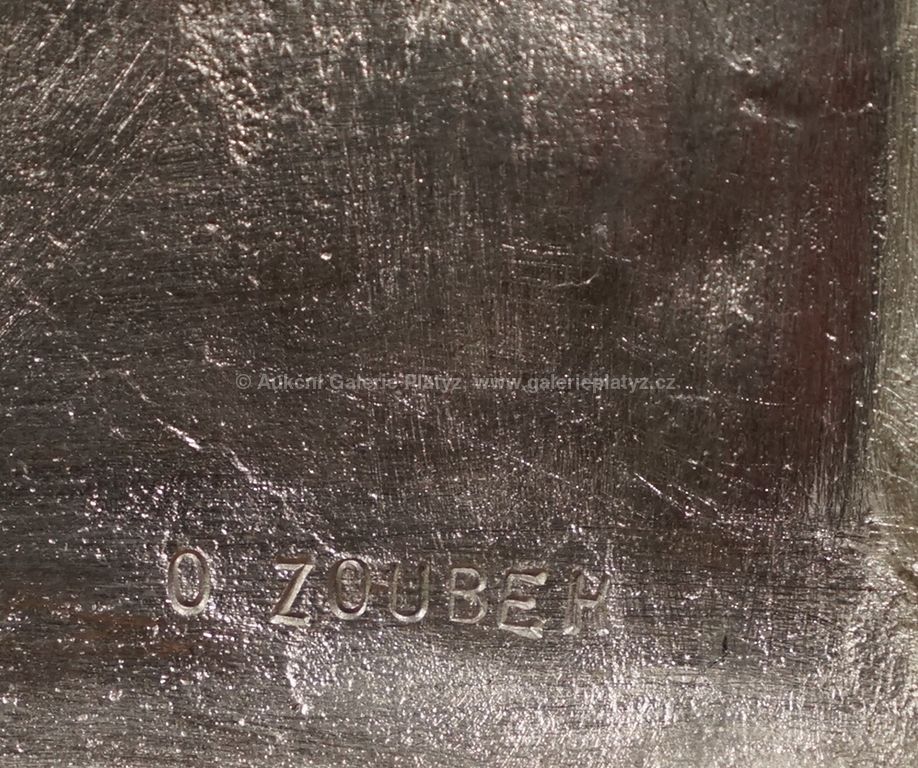 © Aukční Galerie Platýz, www.galerieplatyz.cz
O ZOUBEK